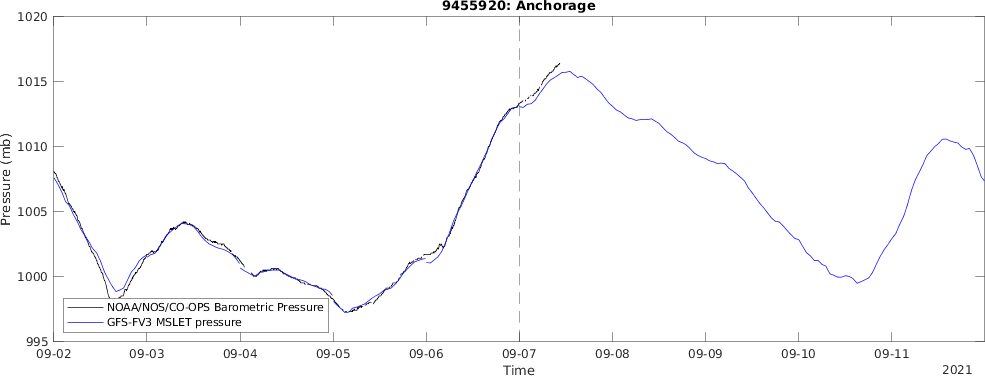 9455920: Anchorage
1020
1015
1010
1005
1000
995
Pressure (mb)
NOAA/NOS/CO-OPS Barometric Pressure
GFS-FV3 MSLET pressure
09-02 09-03 09-04 09-05 09-06 09-07 09-08 09-09 09-10 09-11
Time
2021